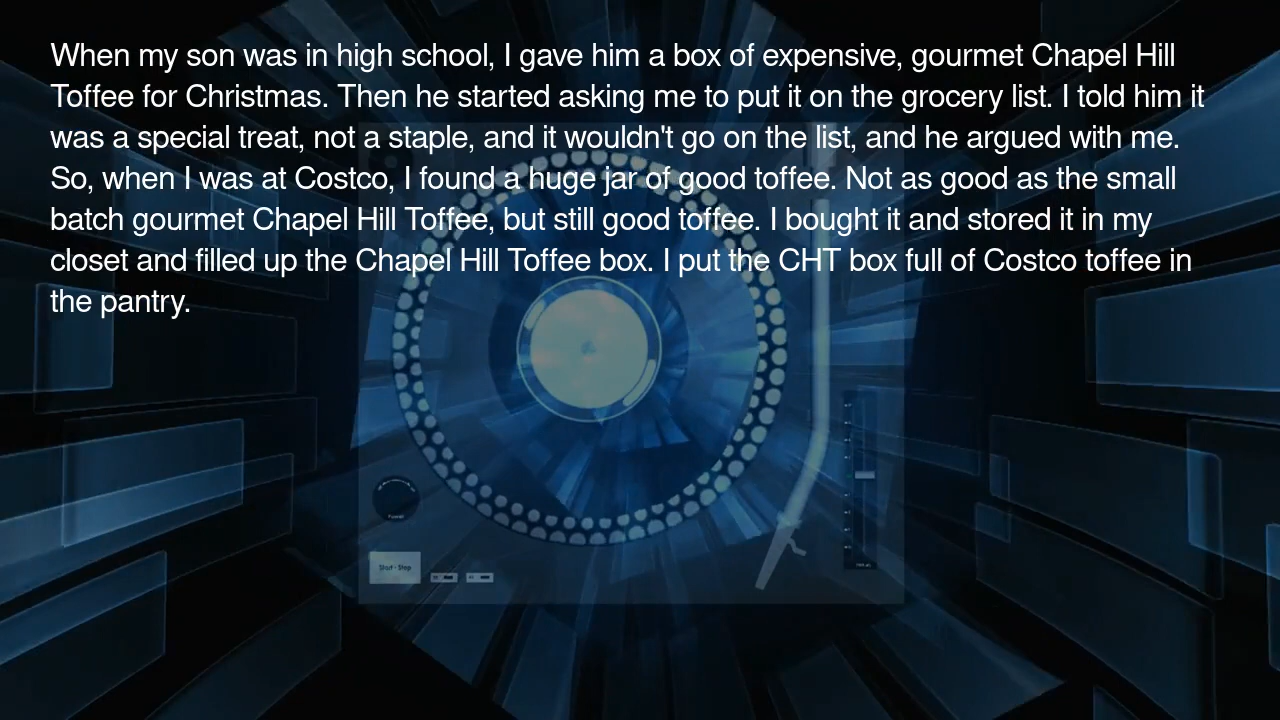 When my son was in high school, I gave him a box of expensive, gourmet Chapel Hill
Toffee for Christmas. Then he started asking me to put it on the grocery list. I told him it
was a special treat, not a staple, and it wouldn't go on the list, and he argued with me.
So, when I was at Costco, I found a huge jar of good toffee. Not as good as the small
batch gourmet Chapel Hill Toffee, but still good toffee. I bought it and stored it in my
closet and filled up the Chapel Hill Toffee box. I put the CHT box full of Costco toffee in
the pantry.
Start - Stop